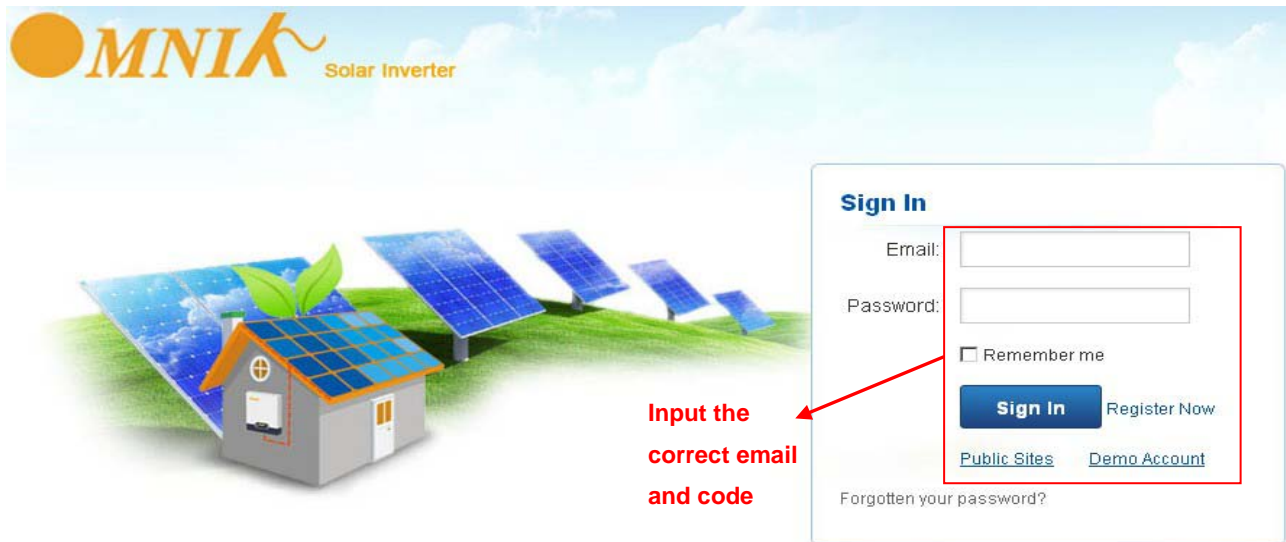 OMNIK Solar Inverter
Sign In
Email:
Password:
Remember me
Sign In Register Now
Public Sites Demo Account
Forgotten your password?
Input the
correct email
and code